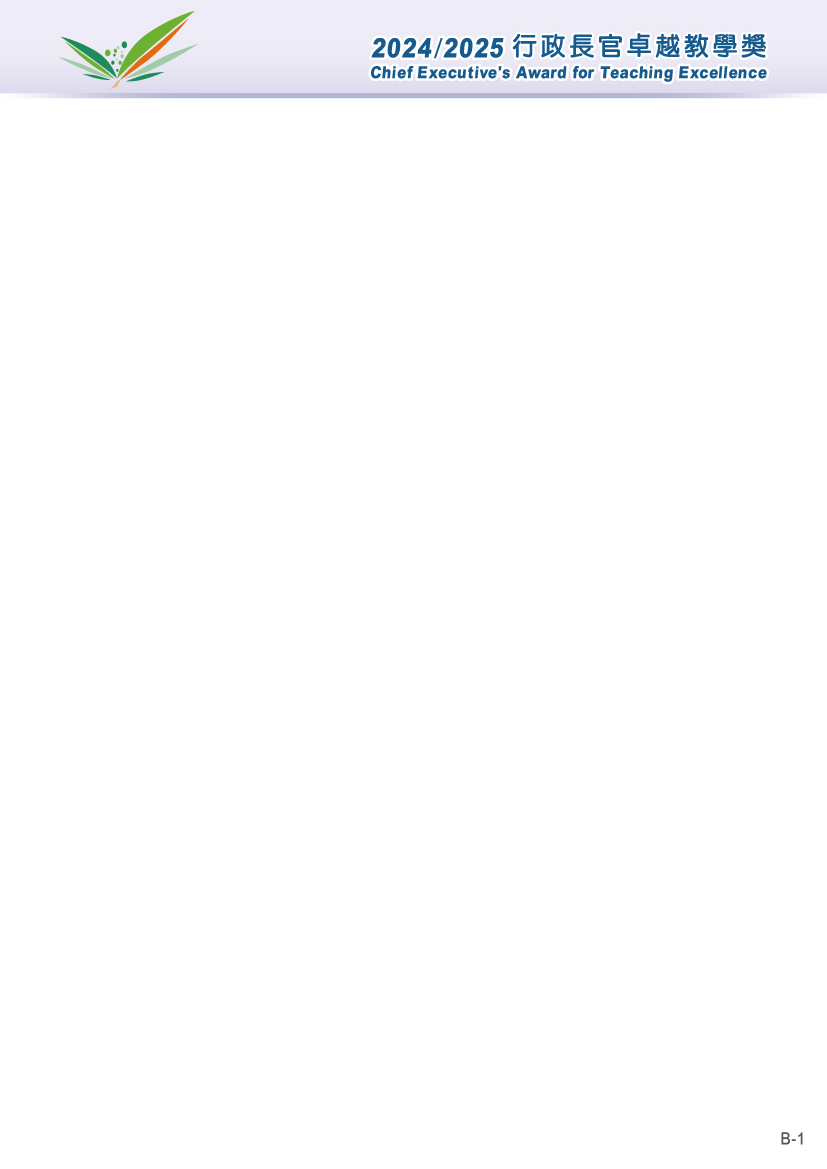 2024/2025 行政長官卓越教學獎
Chief Executive's Award for Teaching Excellence
B-1